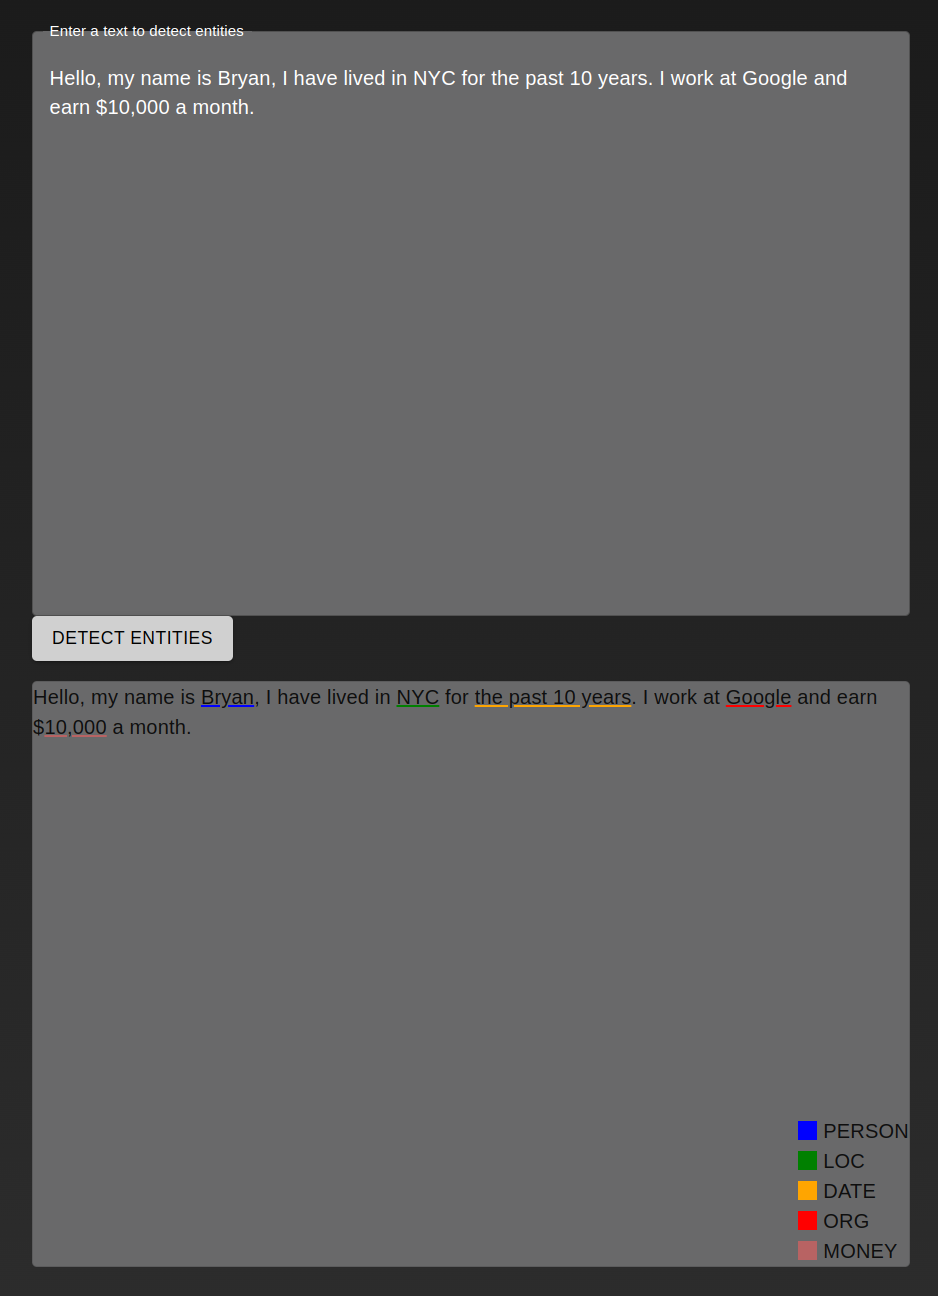 Enter a text to detect entities
Hello, my name is Bryan, I have lived in NYC for the past 10 years. I work at Google and
earn $10,000 a month.
DETECT ENTITIES
Hello, my name is Bryan, I have lived in NYC for the past 10 years. I work at Google and earn
$10,000 a month.
PERSON
LOC
DATE
ORG
MONEY